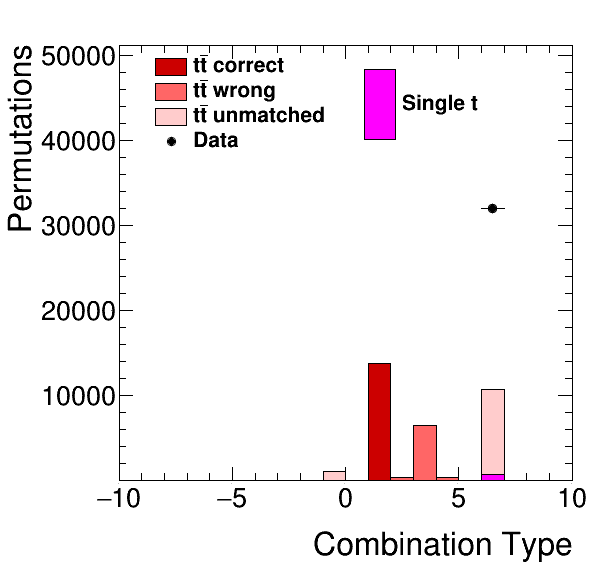 50000
40000
30000
20000
10000
Permutations
tt̄ correct
tt̄ wrong
tt̄ unmatched
Data
Single t
−10
−5
0
5
10
Combination Type